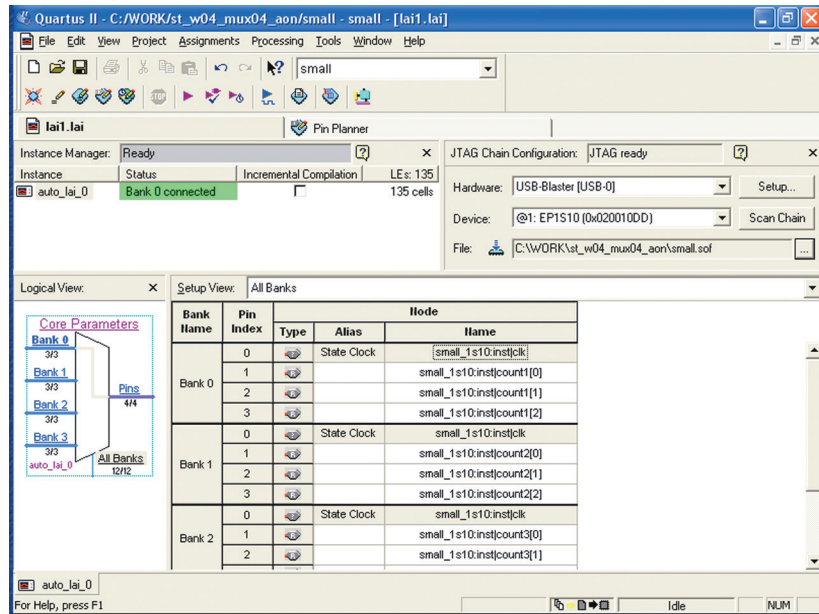 Quartus II - C:/WORK/st_w04_mux04_aon/small - small - [lai1.lai]
File Edit View Project Assignments Processing Tools Window Help
small
lai1.lai
Pin Planner
Instance Manager: Ready
JTAG Chain Configuration: JTAG ready
Instance Status Incremental Compilation LEs: 135
auto_lai_0 Bank 0 connected 135 cells
Hardware: USB-Blaster [USB-0] Setup...
Device: @1: EP1S10 (0x020010DD) Scan Chain
File: C:\WORK\st_w04_mux04_aon\small.sof ...
Logical View:
Setup View: All Banks
Core Parameters
Bank 0
3/3
Bank 1
3/3
Bank 2
3/3
Bank 3
3/3
auto_lai_0
Pins
4/4
All Banks
12/12
Bank Name Pin Index Node
Type Alias Name
Bank 0
0 State Clock small_1s10:inst|clk
1 small_1s10:inst|count1[0]
2 small_1s10:inst|count1[1]
3 small_1s10:inst|count1[2]
Bank 1
0 State Clock small_1s10:inst|clk
1 small_1s10:inst|count2[0]
2 small_1s10:inst|count2[1]
3 small_1s10:inst|count2[2]
Bank 2
0 State Clock small_1s10:inst|clk
1 small_1s10:inst|count3[0]
2 small_1s10:inst|count3[1]
auto_lai_0
For Help, press F1
Idle NUM